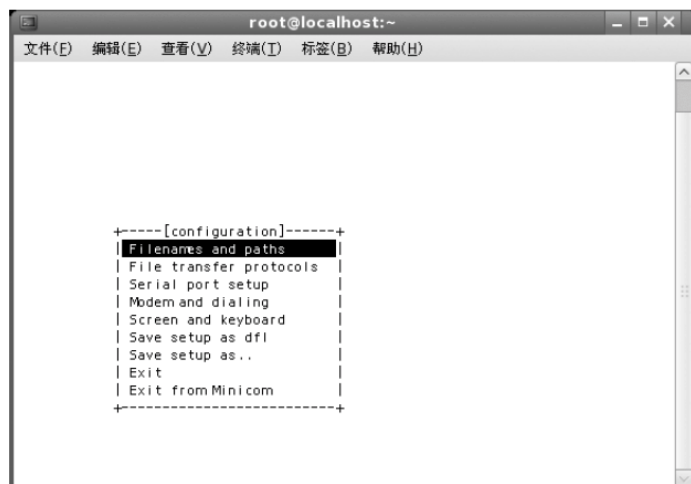 root@localhost:~
文件(F) 编辑(E) 查看(V) 终端(T) 标签(B) 帮助(H)
+-----[configuration]------+
| Filenames and paths |
| File transfer protocols |
| Serial port setup |
| Modem and dialing |
| Screen and keyboard |
| Save setup as dfl |
| Save setup as.. |
| Exit |
| Exit from Minicom |
+--------------------------+